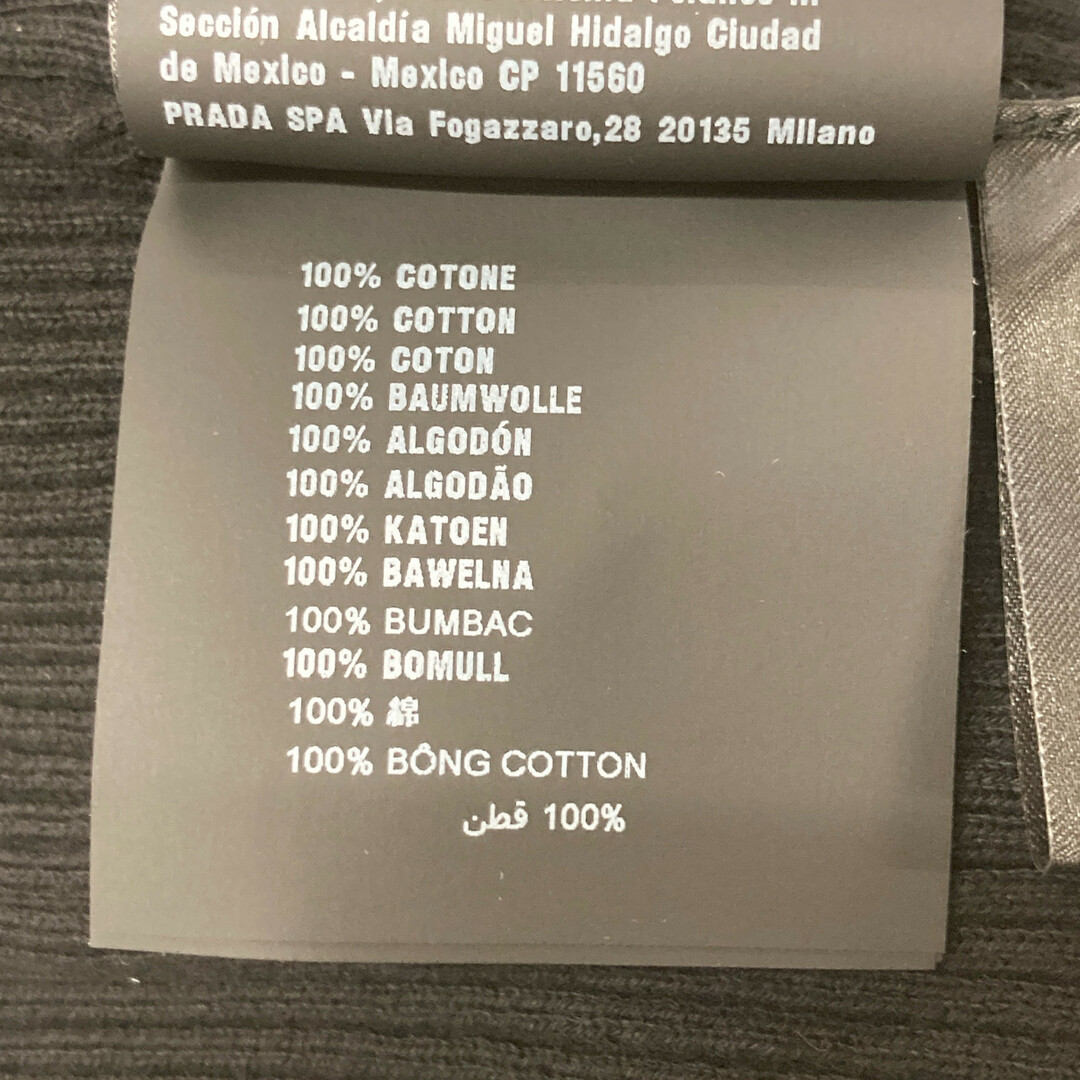 Sección Alcaldía Miguel Hidalgo Ciudad
de Mexico - Mexico CP 11560
PRADA SPA Via Fogazzaro,28 20135 Milano
100% COTONE
100% COTTON
100% COTON
100% BAUMWOLLE
100% ALGODÓN
100% ALGODÃO
100% KATOEN
100% BAWELNA
100% BUMBAC
100% BOMULL
100% 綿
100% BÔNG COTTON
100% قطن